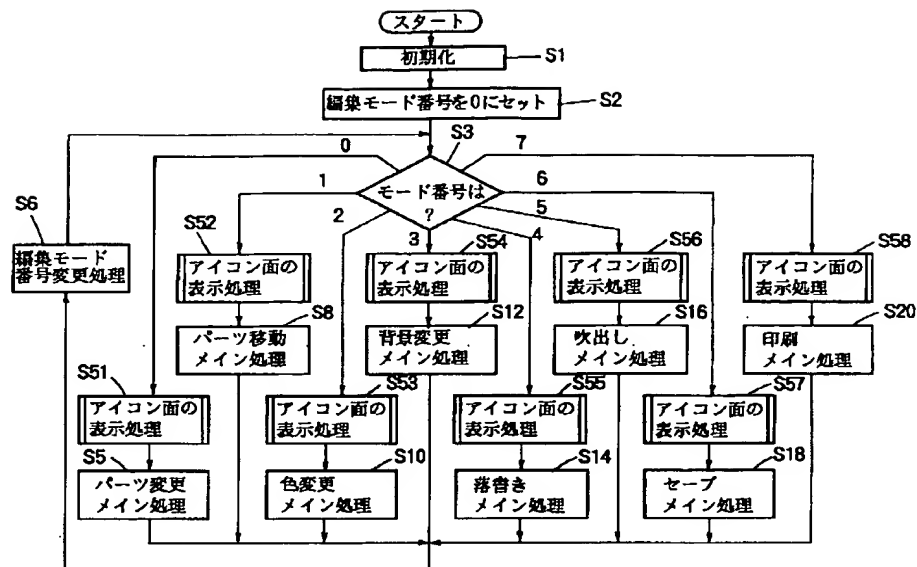 スタート
初期化
S1
編集モード番号を0にセット
S2
S3
モード番号は
?
0
1
2
3
4
5
6
7
S6
編集モード
番号変更処理
S52
アイコン面の
表示処理
S54
アイコン面の
表示処理
S56
アイコン面の
表示処理
S58
アイコン面の
表示処理
S8
パーツ移動
メイン処理
S12
背景変更
メイン処理
S16
吹出し
メイン処理
S20
印刷
メイン処理
S51
アイコン面の
表示処理
S53
アイコン面の
表示処理
S55
アイコン面の
表示処理
S57
アイコン面の
表示処理
S5
パーツ変更
メイン処理
S10
色変更
メイン処理
S14
落書き
メイン処理
S18
セーブ
メイン処理